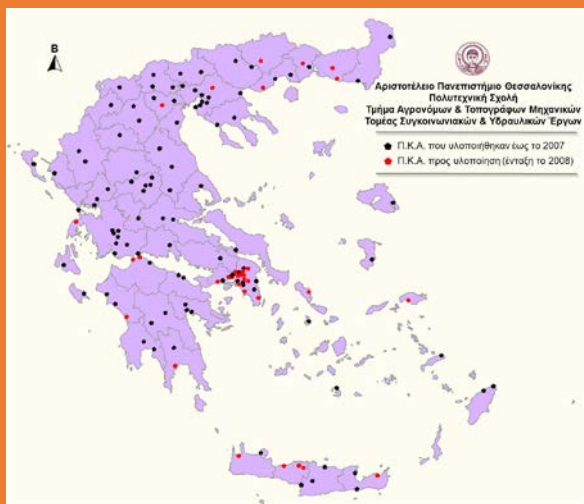 Β
Αριστοτέλειο Πανεπιστήμιο Θεσσαλονίκης
Πολυτεχνική Σχολή
Τμήμα Αγρονόμων & Τοπογράφων Μηχανικών
Τομέας Συγκοινωνιακών & Υδραυλικών Έργων
Π.Κ.Α. που υλοποιήθηκαν έως το 2007
Π.Κ.Α. προς υλοποίηση (ένταξη το 2008)